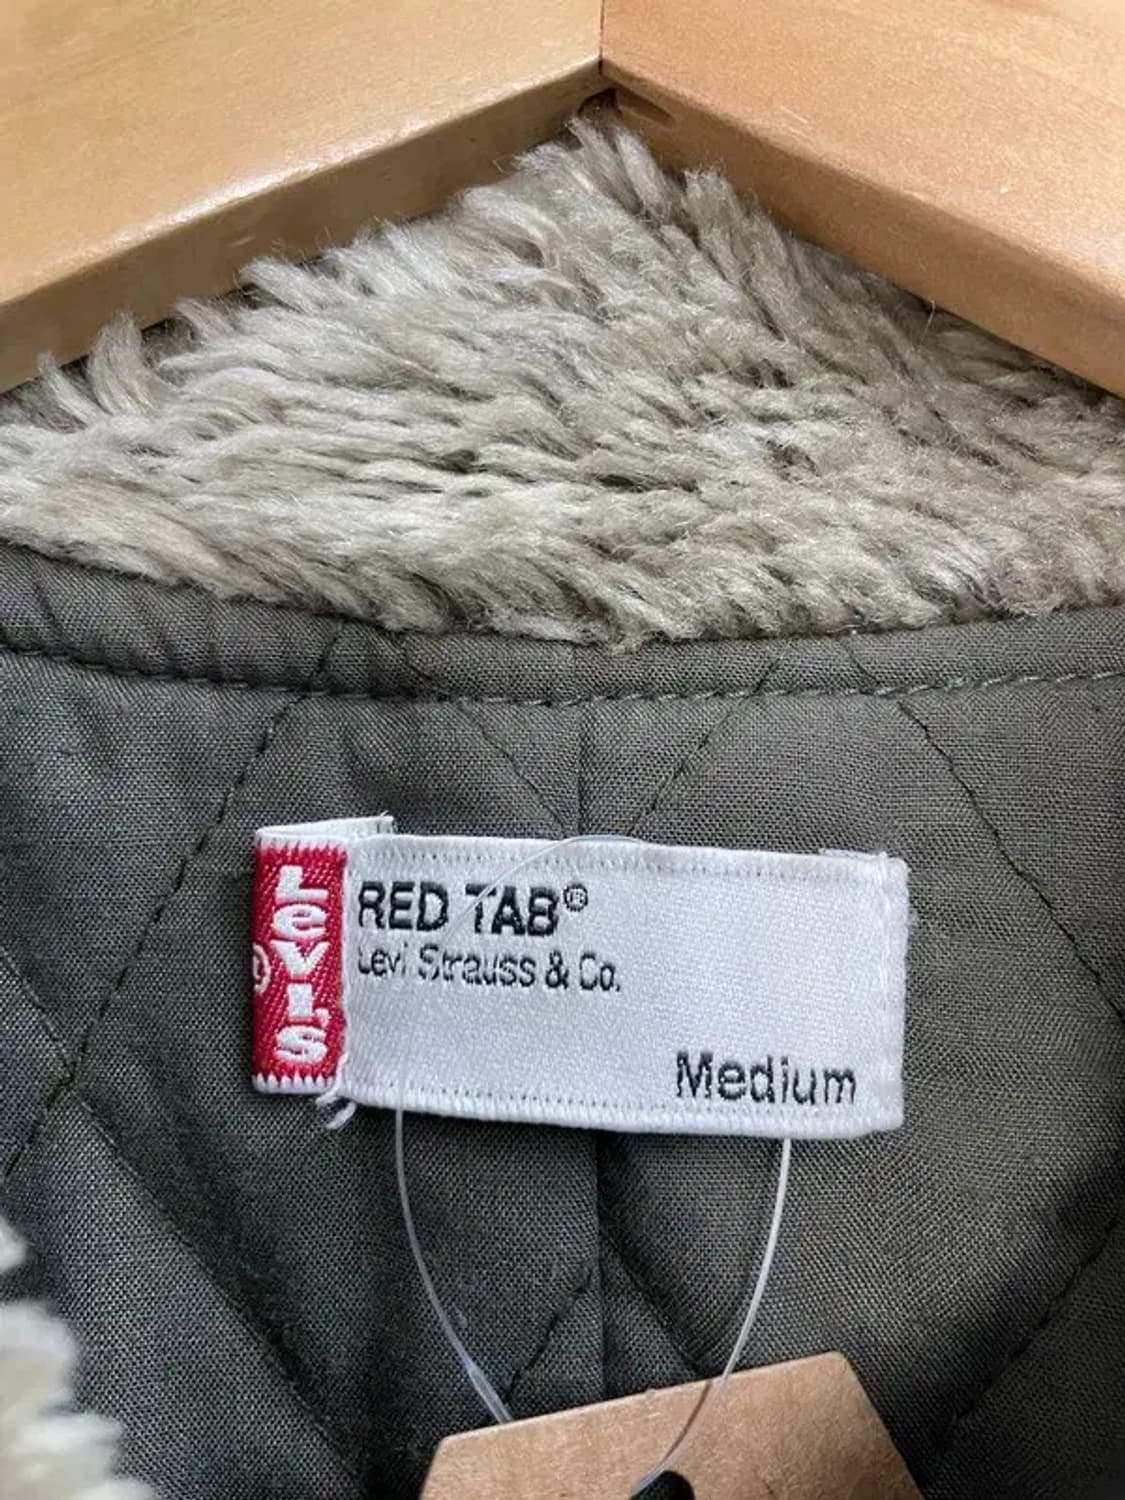 LeVI.S
®
RED TAB®
Levi Strauss & Co.
Medium